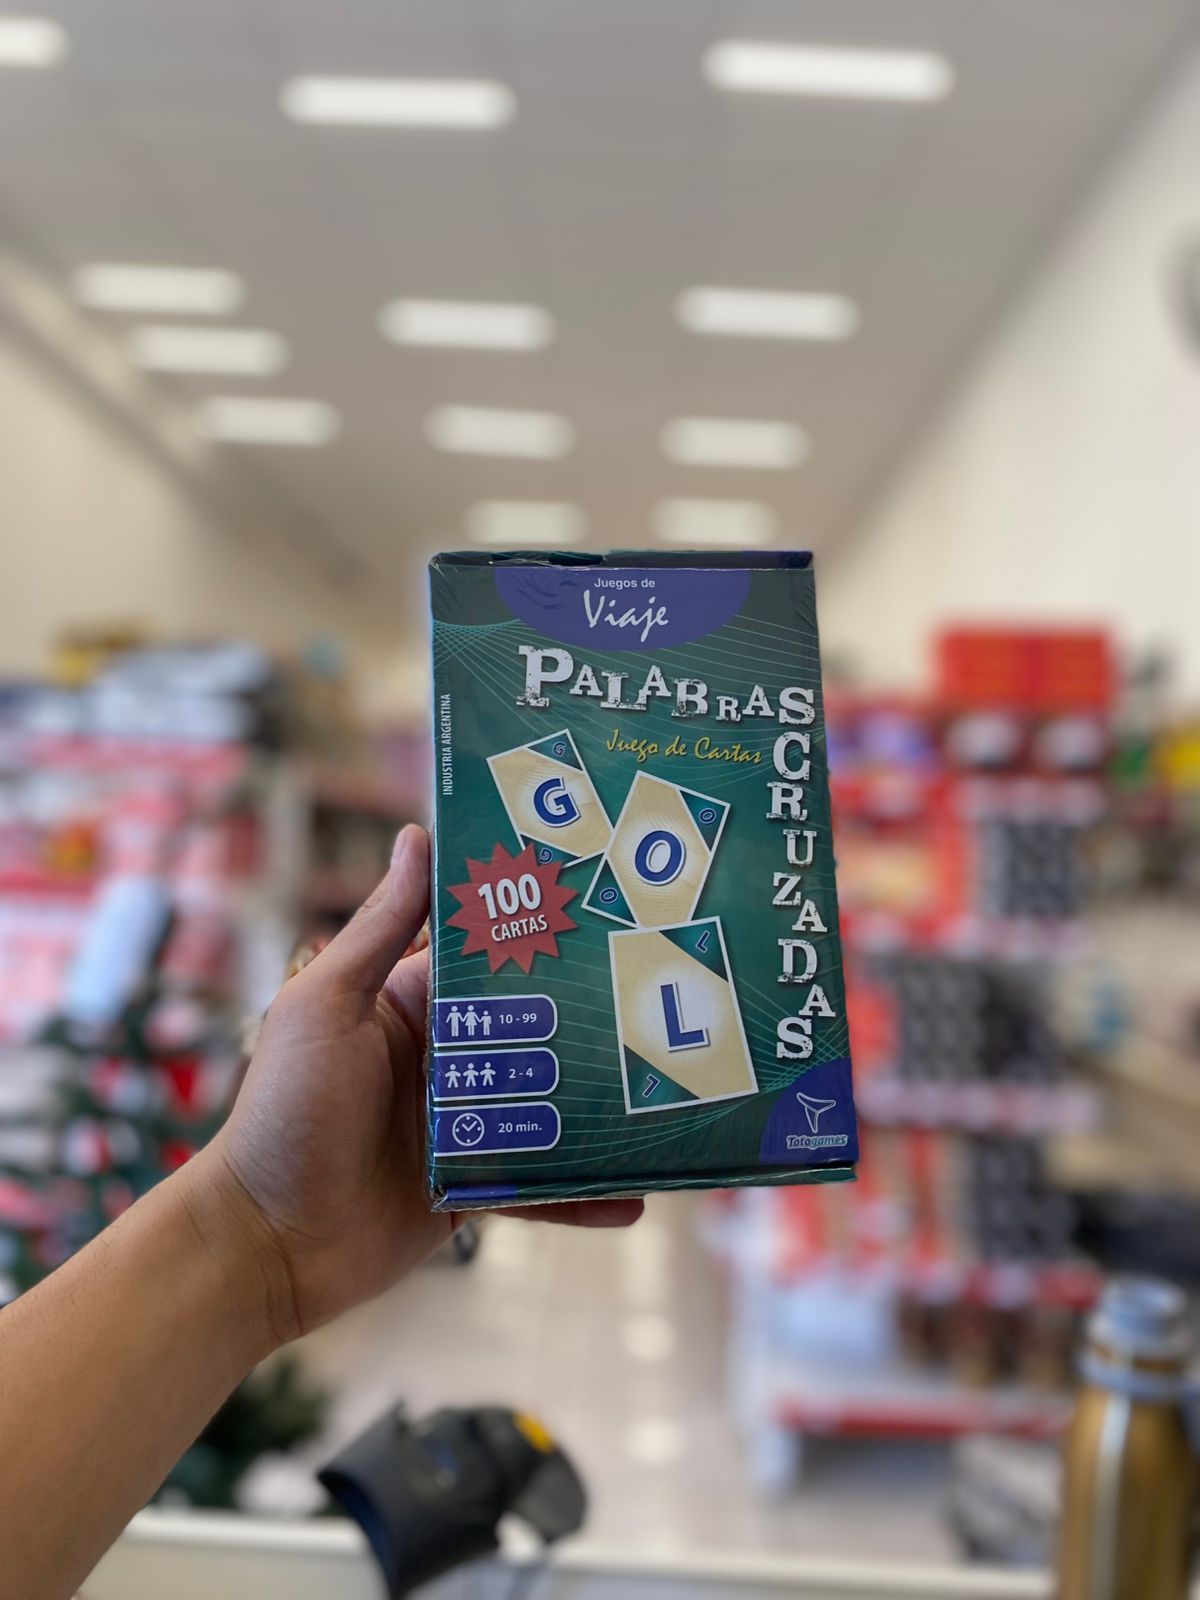 Juegos de
Viaje
PALABRAS
CRUZADAS
Juego de Cartas
INDUSTRIA ARGENTINA
G
G
G
O
O
O
L
L
L
100
CARTAS
10 - 99
2 - 4
20 min.
Totogames